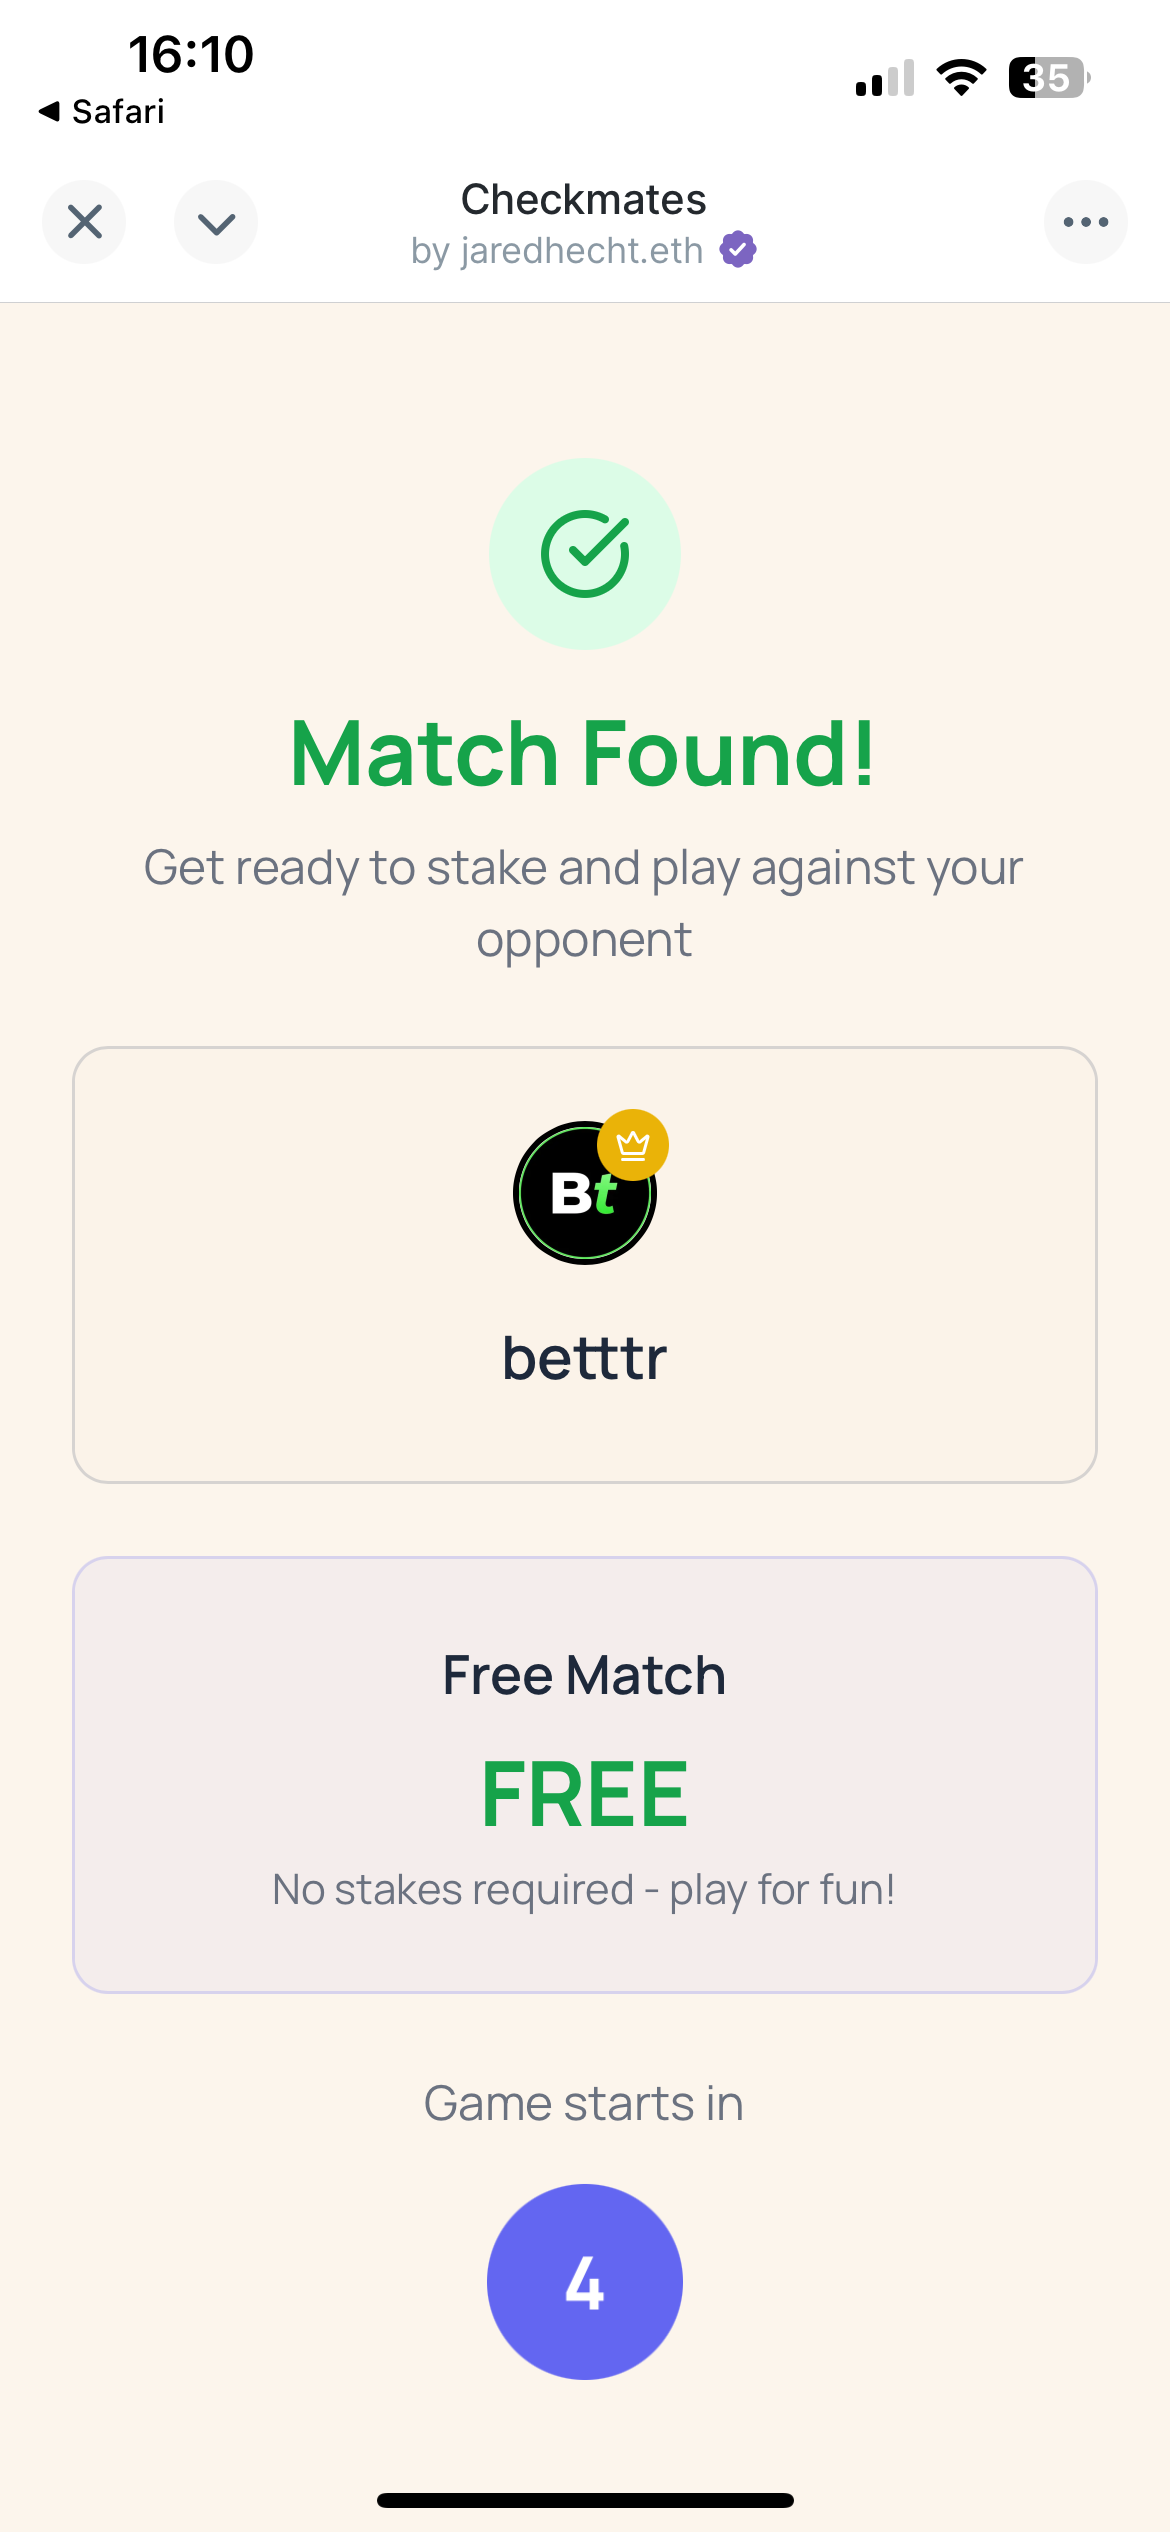 16:10
Safari
35
Checkmates
by jaredhecht.eth
Match Found!
Get ready to stake and play against your
opponent
Bt
betttr
Free Match
FREE
No stakes required - play for fun!
Game starts in
4